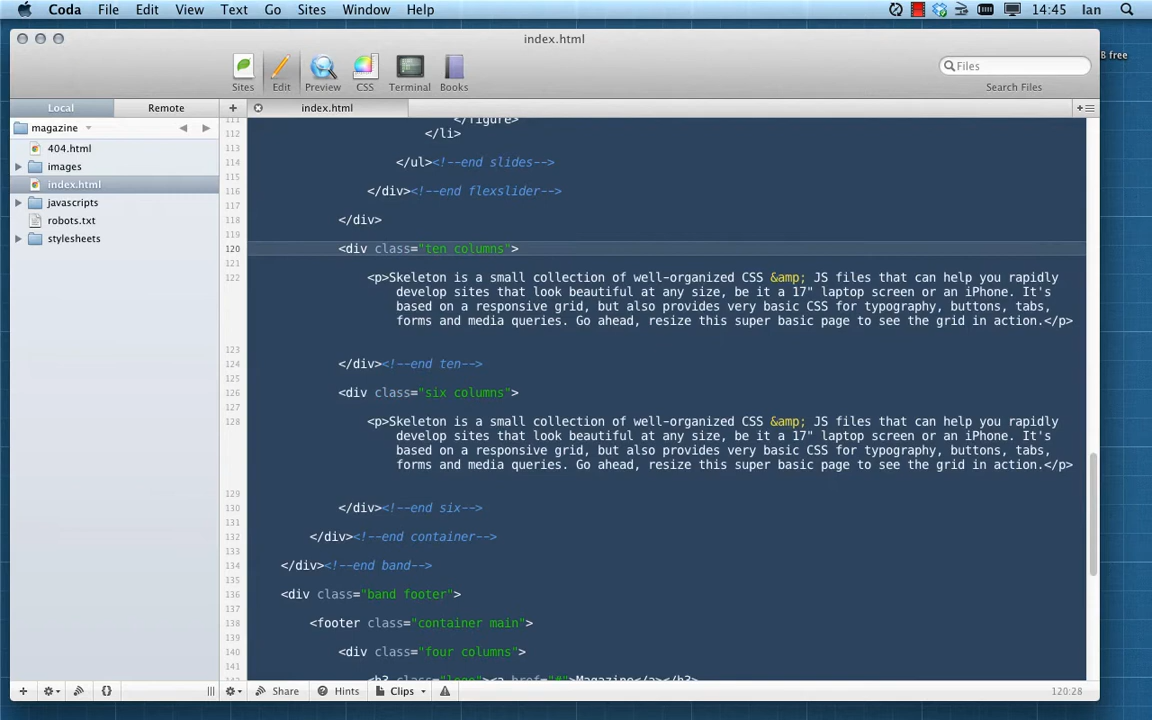 Coda File Edit View Text Go Sites Window Help 14:45 Ian
index.html
B free
Files
Sites Edit Preview CSS Terminal Books Search Files
Local Remote + index.html
magazine
404.html
images
index.html
javascripts
robots.txt
stylesheets
111 </figure>
112 </li>
113
114 </ul><!--end slides-->
115
116 </div><!--end flexslider-->
117
118 </div>
119
120 <div class="ten columns">
121
122 <p>Skeleton is a small collection of well-organized CSS &amp; JS files that can help you rapidly
develop sites that look beautiful at any size, be it a 17" laptop screen or an iPhone. It's
based on a responsive grid, but also provides very basic CSS for typography, buttons, tabs,
forms and media queries. Go ahead, resize this super basic page to see the grid in action.</p>
123
124 </div><!--end ten-->
125
126 <div class="six columns">
127
128 <p>Skeleton is a small collection of well-organized CSS &amp; JS files that can help you rapidly
develop sites that look beautiful at any size, be it a 17" laptop screen or an iPhone. It's
based on a responsive grid, but also provides very basic CSS for typography, buttons, tabs,
forms and media queries. Go ahead, resize this super basic page to see the grid in action.</p>
129
130 </div><!--end six-->
131
132 </div><!--end container-->
133
134 </div><!--end band-->
135
136 <div class="band footer">
137
138 <footer class="container main">
139
140 <div class="four columns">
141
142 <h3 class="logo"><a href="#">Magazine</a></h3>
Share Hints Clips 120:28